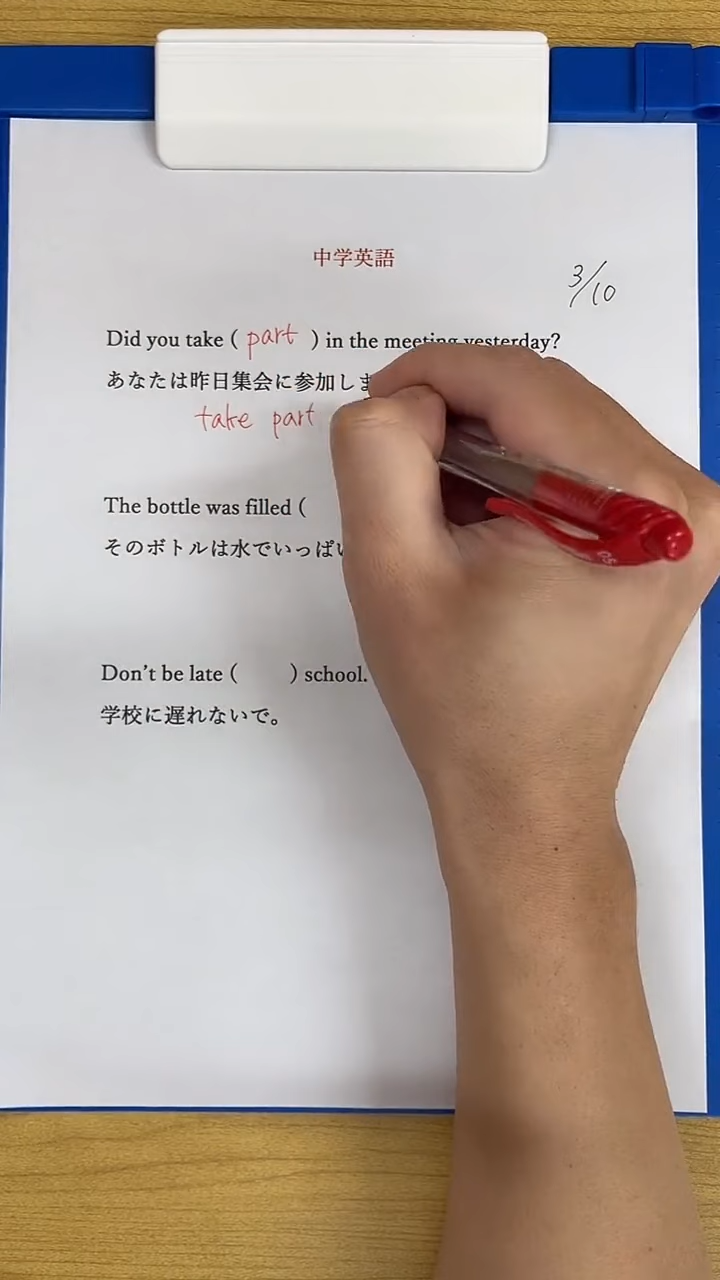 中学英語
3/10
Did you take ( part ) in the meeting yesterday?
あなたは昨日集会に参加しま
take part
The bottle was filled (
そのボトルは水でいっぱい
Don't be late ( ) school.
学校に遅れないで。